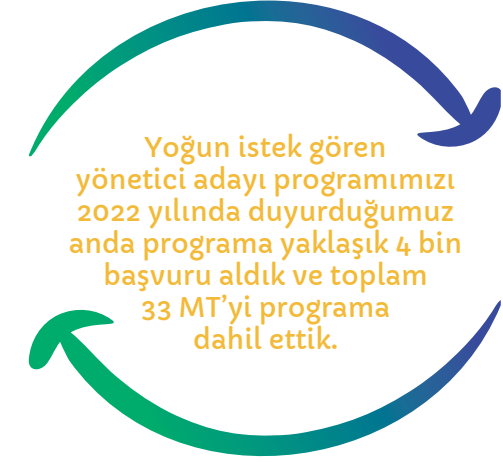 Yoğun istek gören
yönetici adayı programımızı
2022 yılında duyurduğumuz
anda programa yaklaşık 4 bin
başvuru aldık ve toplam
33 MT’yi programa
dahil ettik.